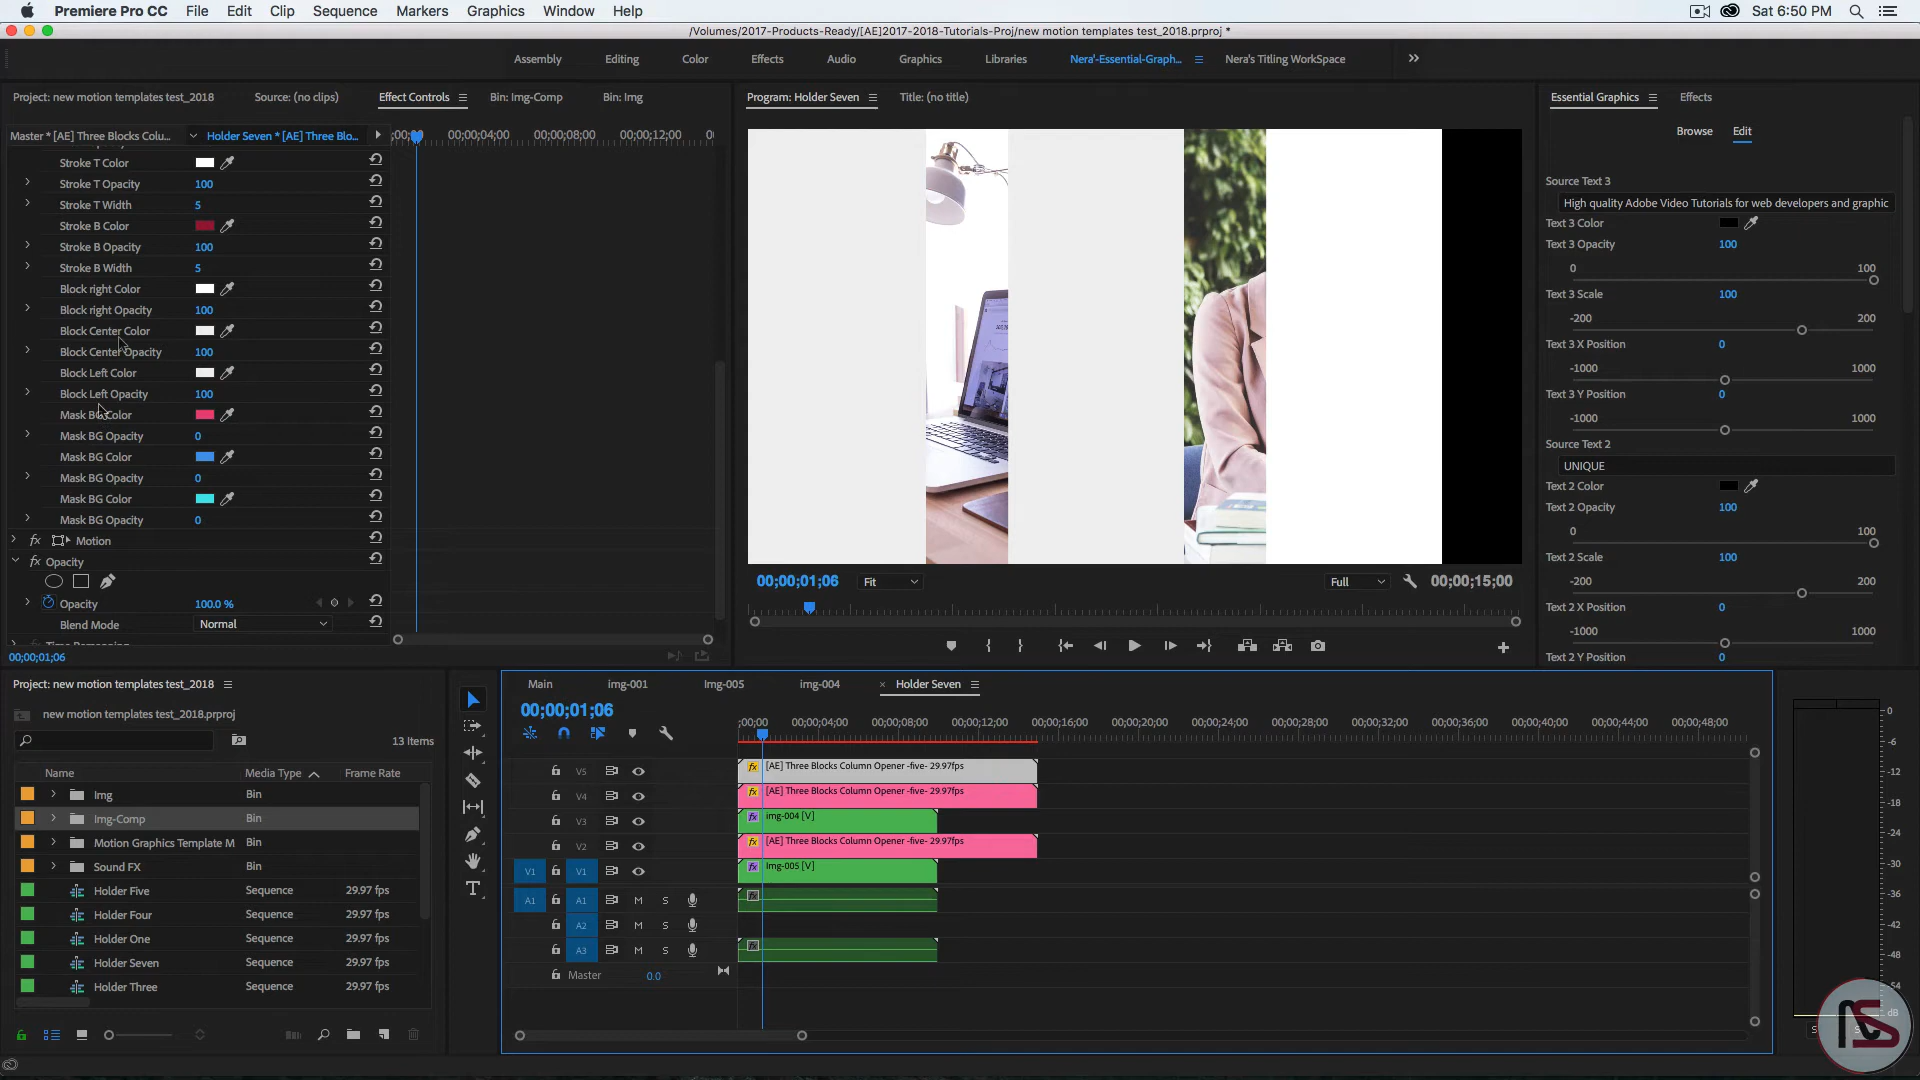 Premiere Pro CC File Edit Clip Sequence Markers Graphics Window Help Sat 6:50 PM
/Volumes/2017-Products-Ready/[AE]2017-2018-Tutorials-Proj/new motion templates test_2018.prproj *
Assembly Editing Color Effects Audio Graphics Libraries Nera'-Essential-Graph... Nera's Titling WorkSpace
Project: new motion templates test_2018 Source: (no clips) Effect Controls Bin: Img-Comp Bin: Img
Master * [AE] Three Blocks Colu... Holder Seven * [AE] Three Blo...
00;00;04;00 00;00;08;00 00;00;12;00
Stroke T Color
Stroke T Opacity 100
Stroke T Width 5
Stroke B Color
Stroke B Opacity 100
Stroke B Width 5
Block right Color
Block right Opacity 100
Block Center Color
Block Center Opacity 100
Block Left Color
Block Left Opacity 100
Mask BG Color
Mask BG Opacity 0
Mask BG Color
Mask BG Opacity 0
Mask BG Color
Mask BG Opacity 0
fx Motion
fx Opacity
Opacity 100.0 %
Blend Mode Normal
00;00;01;06
Program: Holder Seven Title: (no title)
00;00;01;06 Fit Full 00;00;15;00
Essential Graphics Effects
Browse Edit
Source Text 3
High quality Adobe Video Tutorials for web developers and graphic
Text 3 Color
Text 3 Opacity 100
0 100
Text 3 Scale 100
-200 200
Text 3 X Position 0
-1000 1000
Text 3 Y Position 0
-1000 1000
Source Text 2
UNIQUE
Text 2 Color
Text 2 Opacity 100
0 100
Text 2 Scale 100
-200 200
Text 2 X Position 0
-1000 1000
Text 2 Y Position
Project: new motion templates test_2018
new motion templates test_2018.prproj
13 Items
Name Media Type Frame Rate
Img Bin
Img-Comp Bin
Motion Graphics Template M Bin
Sound FX Bin
Holder Five Sequence 29.97 fps
Holder Four Sequence 29.97 fps
Holder One Sequence 29.97 fps
Holder Seven Sequence 29.97 fps
Holder Three Sequence 29.97 fps
Main img-001 Img-005 img-004 × Holder Seven
00;00;01;06
;00;00 00;00;04;00 00;00;08;00 00;00;12;00 00;00;16;00 00;00;20;00 00;00;24;00 00;00;28;00 00;00;32;00 00;00;36;00 00;00;40;00 00;00;44;00 00;00;48;00
V5 fx [AE] Three Blocks Column Opener -five- 29.97fps
V4 fx [AE] Three Blocks Column Opener -five- 29.97fps
V3 fx img-004 [V]
V2 fx [AE] Three Blocks Column Opener -five- 29.97fps
V1 V1 fx Img-005 [V]
A1 A1 M S
A2 M S
A3 M S
Master 0.0
0
-6
-12
-18
-24
-30
-36
-42
-48
-54
dB
S